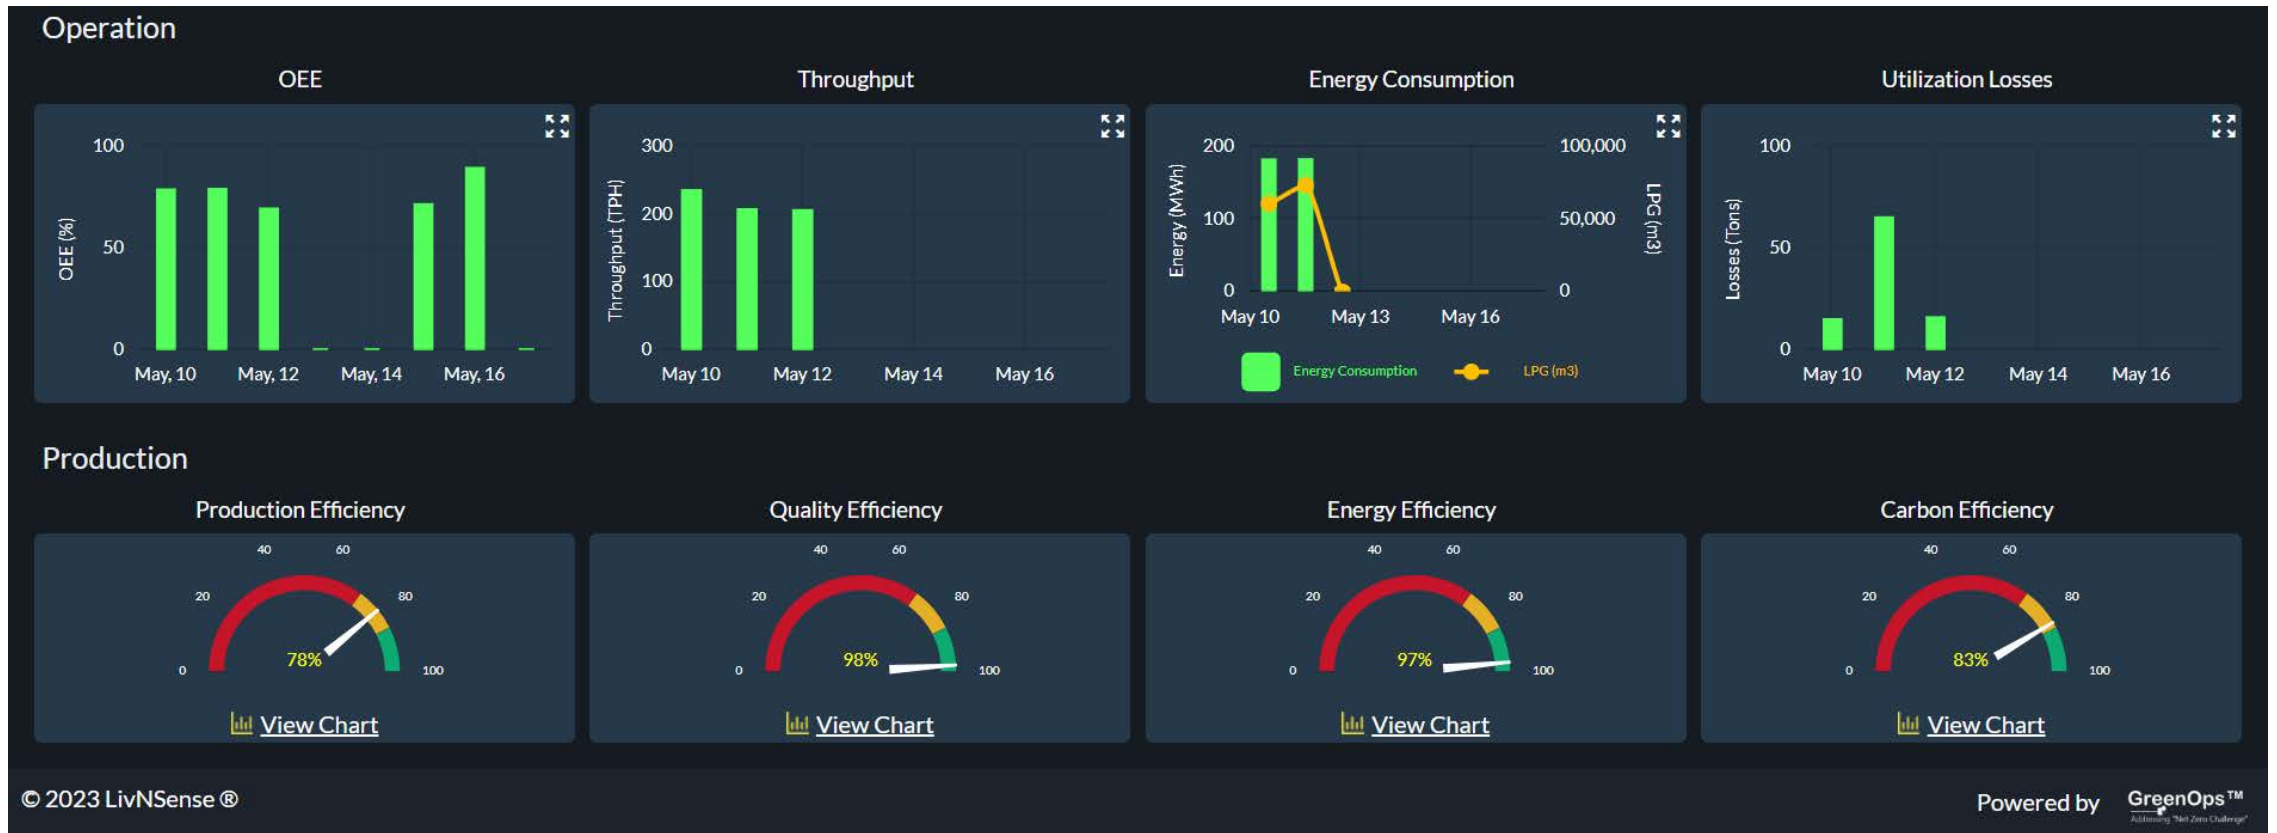 Operation
OEE
Throughput
Energy Consumption
Utilization Losses
OEE (%)
100
50
0
May, 10
May, 12
May, 14
May, 16
Throughput (TPH)
300
200
100
0
May 10
May 12
May 14
May 16
Energy (MWh)
200
100
0
100,000
50,000
0
LPG (m3)
May 10
May 13
May 16
Energy Consumption
LPG (m3)
Losses (Tons)
100
50
0
May 10
May 12
May 14
May 16
Production
Production Efficiency
Quality Efficiency
Energy Efficiency
Carbon Efficiency
0
20
40
60
80
100
78%
View Chart
0
20
40
60
80
100
98%
View Chart
0
20
40
60
80
100
97%
View Chart
0
20
40
60
80
100
83%
View Chart
© 2023 LivNSense ®
Powered by
GreenOps™
Addressing "Net Zero Challenge"